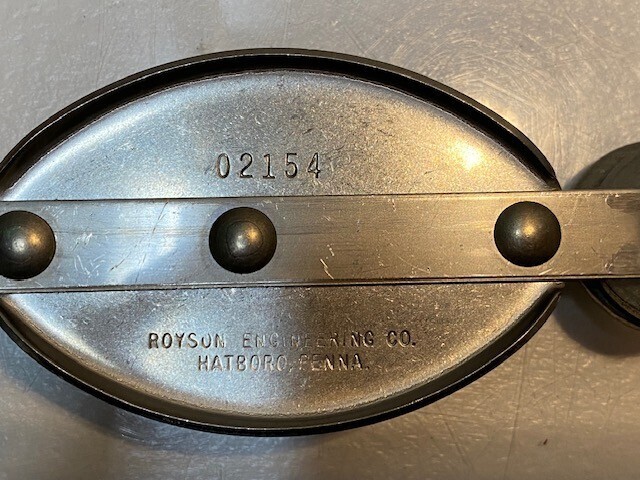 02154
ROYSON ENGINEERING CO.
HATBORO, PENNA.